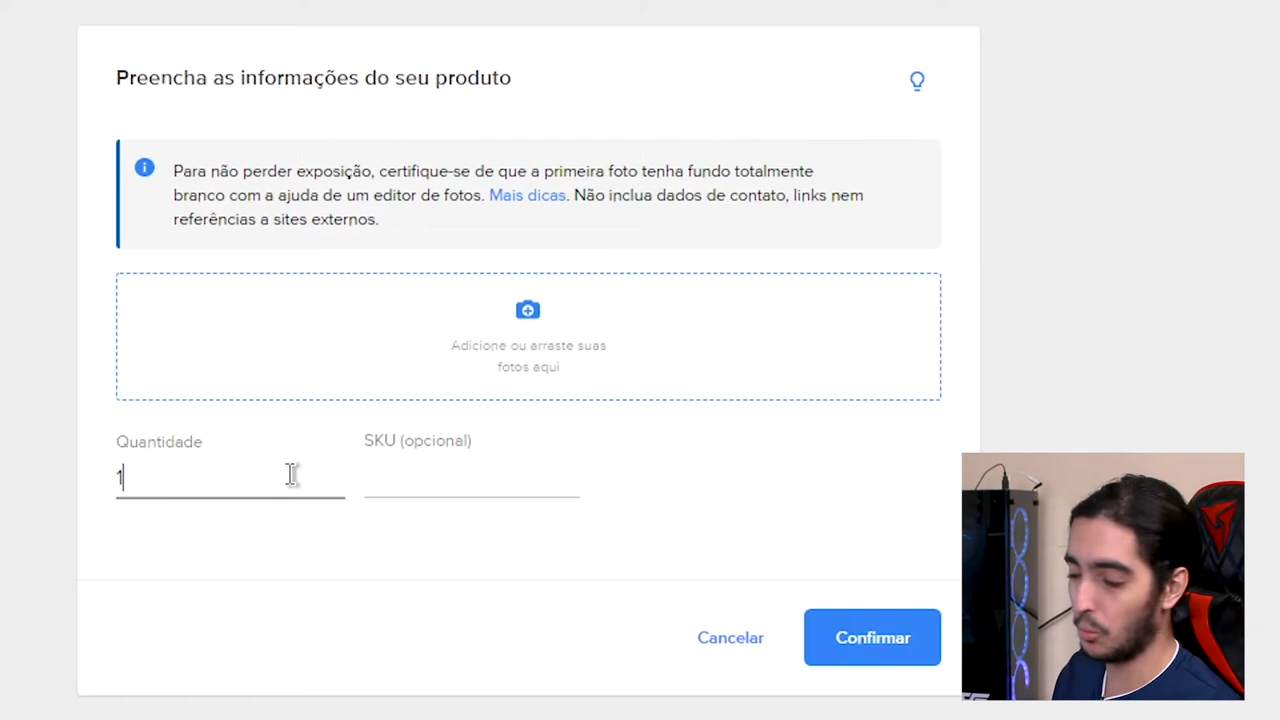 Preencha as informações do seu produto
Para não perder exposição, certifique-se de que a primeira foto tenha fundo totalmente
branco com a ajuda de um editor de fotos. Mais dicas. Não inclua dados de contato, links nem
referências a sites externos.
Adicione ou arraste suas
fotos aqui
Quantidade
SKU (opcional)
1
Cancelar
Confirmar